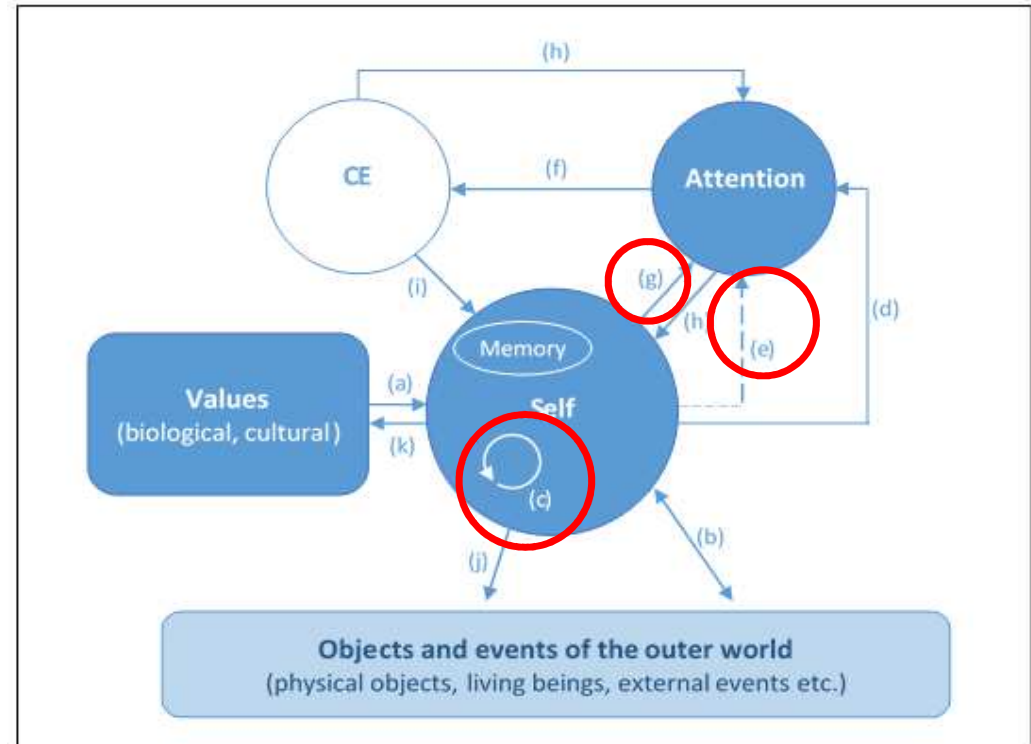 (h)
CE
(f)
Attention
(i)
(g)
(h)
(e)
(d)
Memory
Values
(biological, cultural)
(a)
(k)
Self
(c)
(j)
(b)
Objects and events of the outer world
(physical objects, living beings, external events etc.)